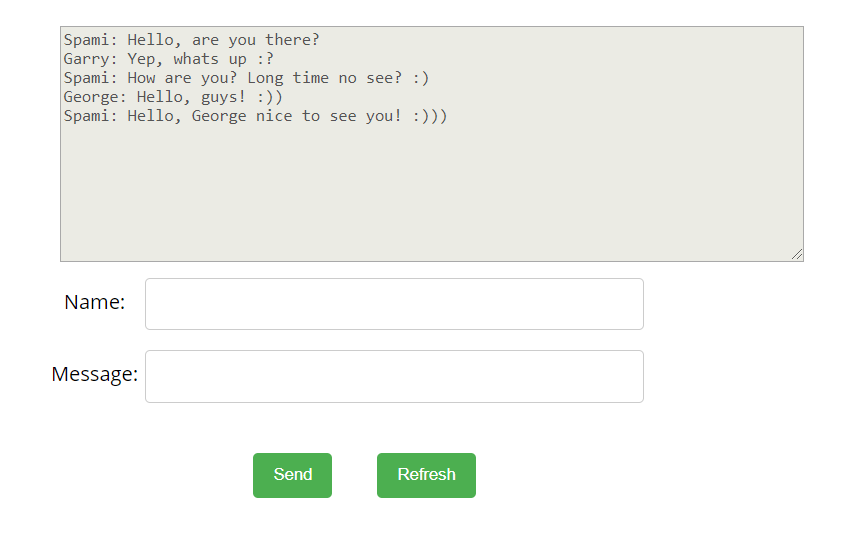 Spami: Hello, are you there?
Garry: Yep, whats up :?
Spami: How are you? Long time no see? :)
George: Hello, guys! :))
Spami: Hello, George nice to see you! :)))
Name:
Message:
Send
Refresh